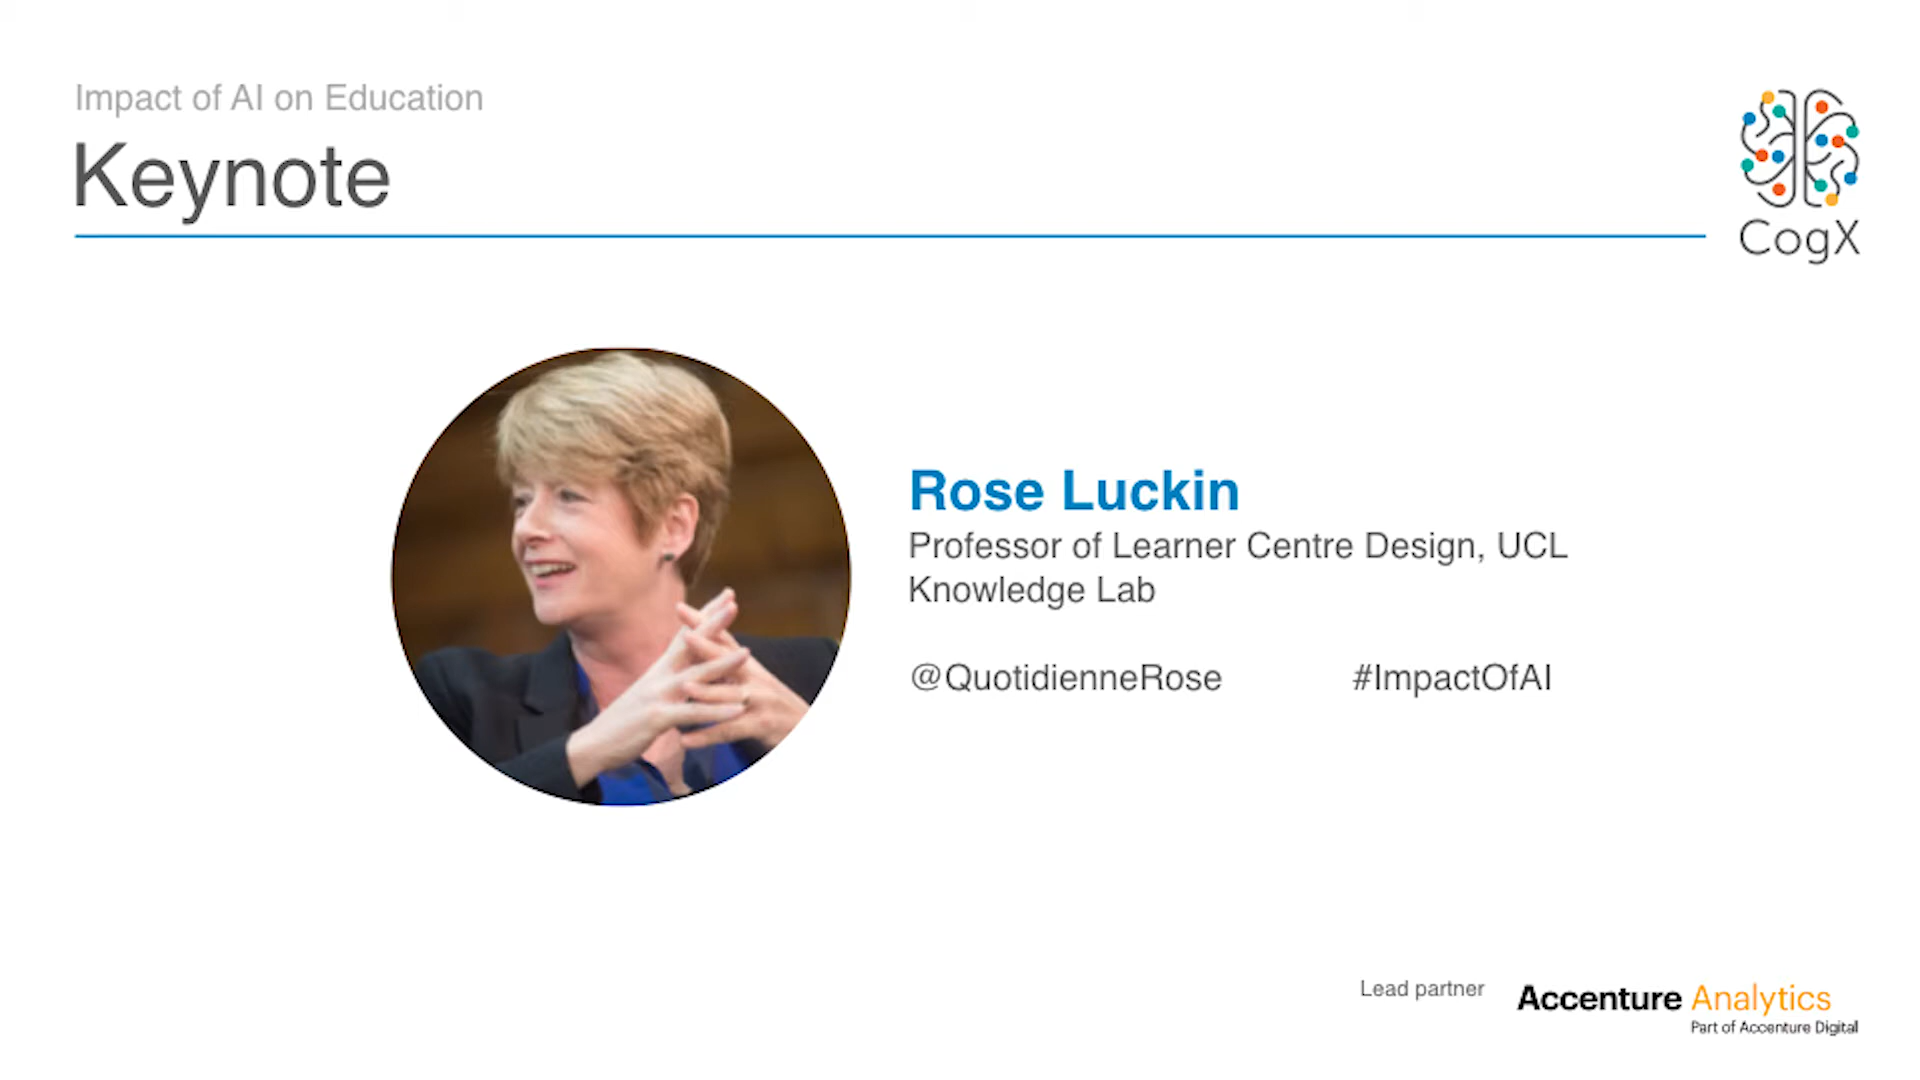 Impact of AI on Education
Keynote
CogX
Rose Luckin
Professor of Learner Centre Design, UCL
Knowledge Lab
@QuotidienneRose #ImpactOfAI
Lead partner
Accenture Analytics
Part of Accenture Digital